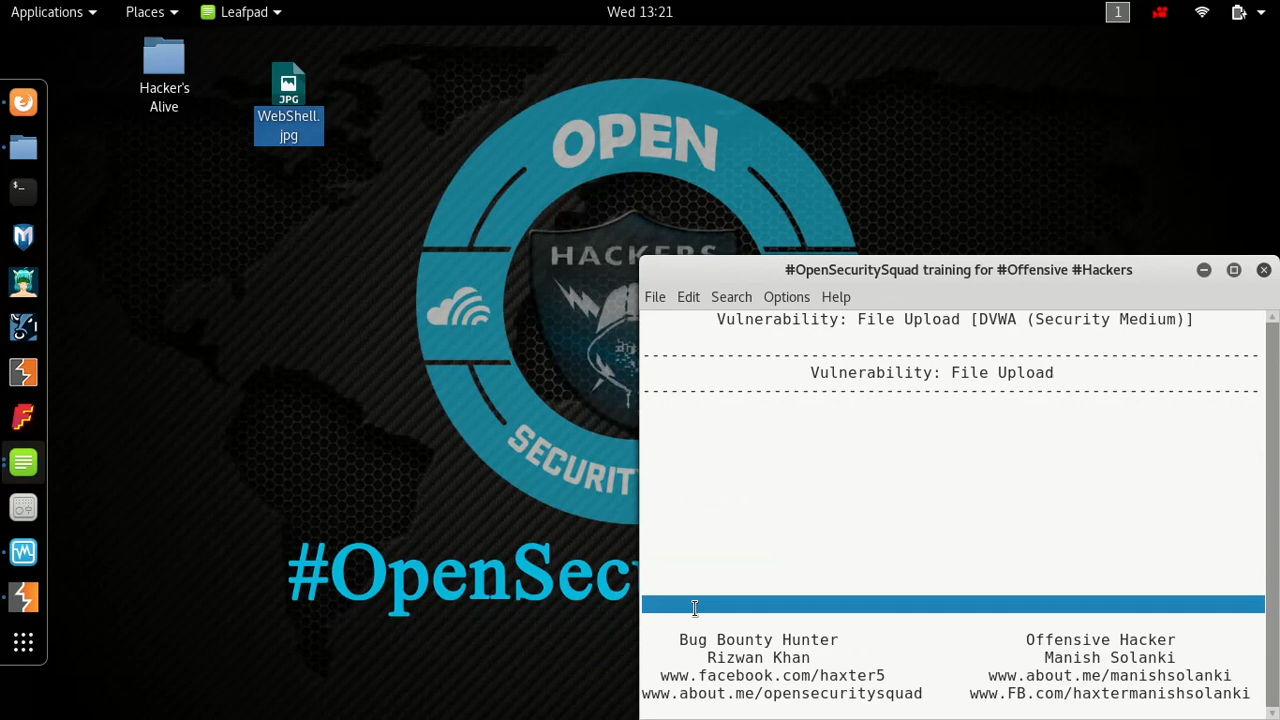 Applications
Places
Leafpad
Wed 13:21
1
Hacker's
Alive
JPG
WebShell.
jpg
OPEN
HACKERS
SECURIT
#OpenSec
#OpenSecuritySquad training for #Offensive #Hackers
File Edit Search Options Help
Vulnerability: File Upload [DVWA (Security Medium)]
------------------------------------------------------------------
Vulnerability: File Upload
------------------------------------------------------------------
Bug Bounty Hunter Offensive Hacker
Rizwan Khan Manish Solanki
www.facebook.com/haxter5 www.about.me/manishsolanki
www.about.me/opensecuritysquad www.FB.com/haxtermanishsolanki